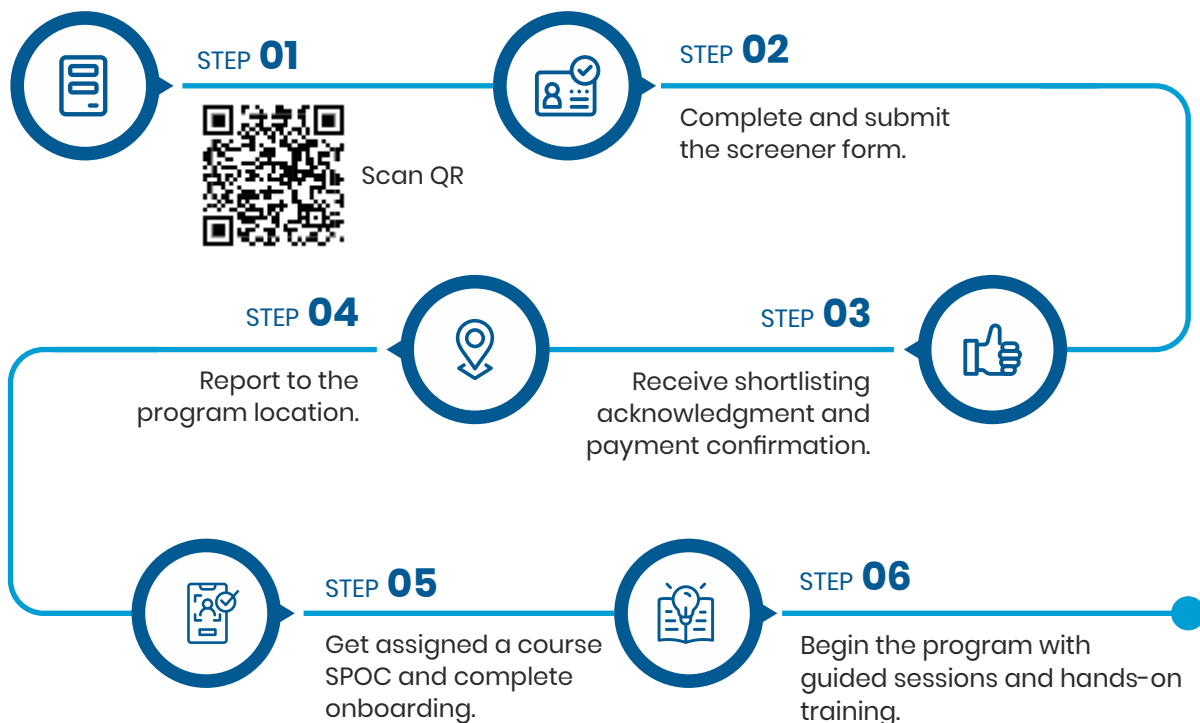 STEP 01
Scan QR
STEP 02
Complete and submit
the screener form.
STEP 03
Receive shortlisting
acknowledgment and
payment confirmation.
STEP 04
Report to the
program location.
STEP 05
Get assigned a course
SPOC and complete
onboarding.
STEP 06
Begin the program with
guided sessions and hands-on
training.